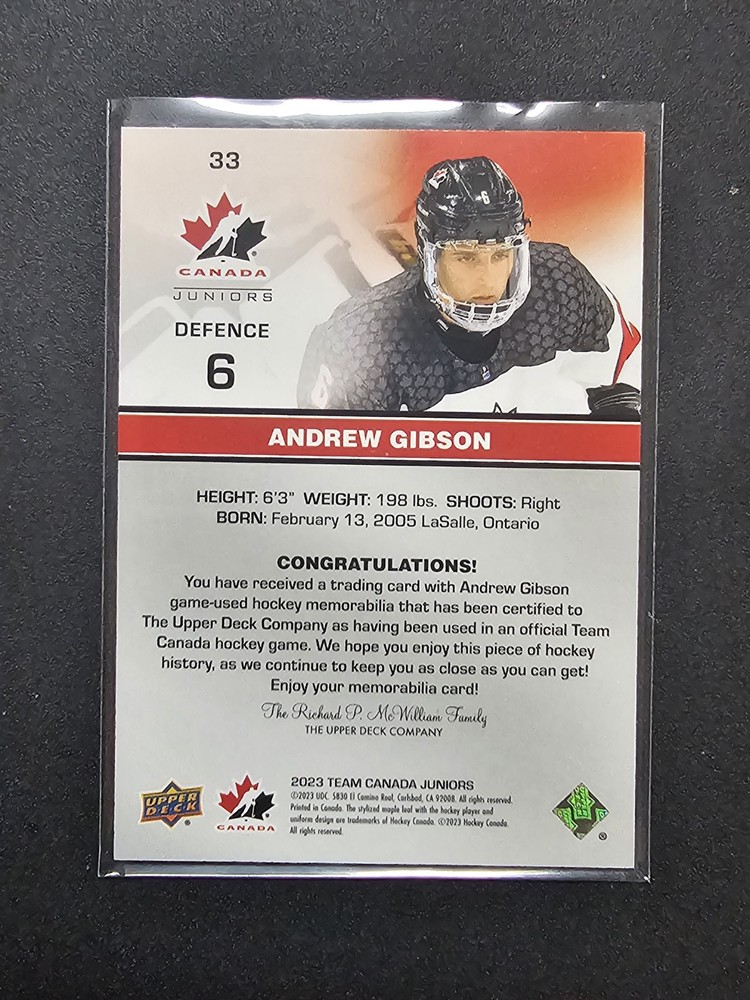 33
CANADA
JUNIORS
DEFENCE
6
6
ANDREW GIBSON
HEIGHT: 6'3" WEIGHT: 198 lbs. SHOOTS: Right
BORN: February 13, 2005 LaSalle, Ontario
CONGRATULATIONS!
You have received a trading card with Andrew Gibson
game-used hockey memorabilia that has been certified to
The Upper Deck Company as having been used in an official Team
Canada hockey game. We hope you enjoy this piece of hockey
history, as we continue to keep you as close as you can get!
Enjoy your memorabilia card!
The Richard P. McWilliam Family
THE UPPER DECK COMPANY
UPPER
DECK
CANADA
2023 TEAM CANADA JUNIORS
©2023 UDC. 5830 El Camino Real, Carlsbad, CA 92008. All rights reserved.
Printed in Canada. The stylized maple leaf with the hockey player and
uniform design are trademarks of Hockey Canada. ©2023 Hockey Canada.
All rights reserved.